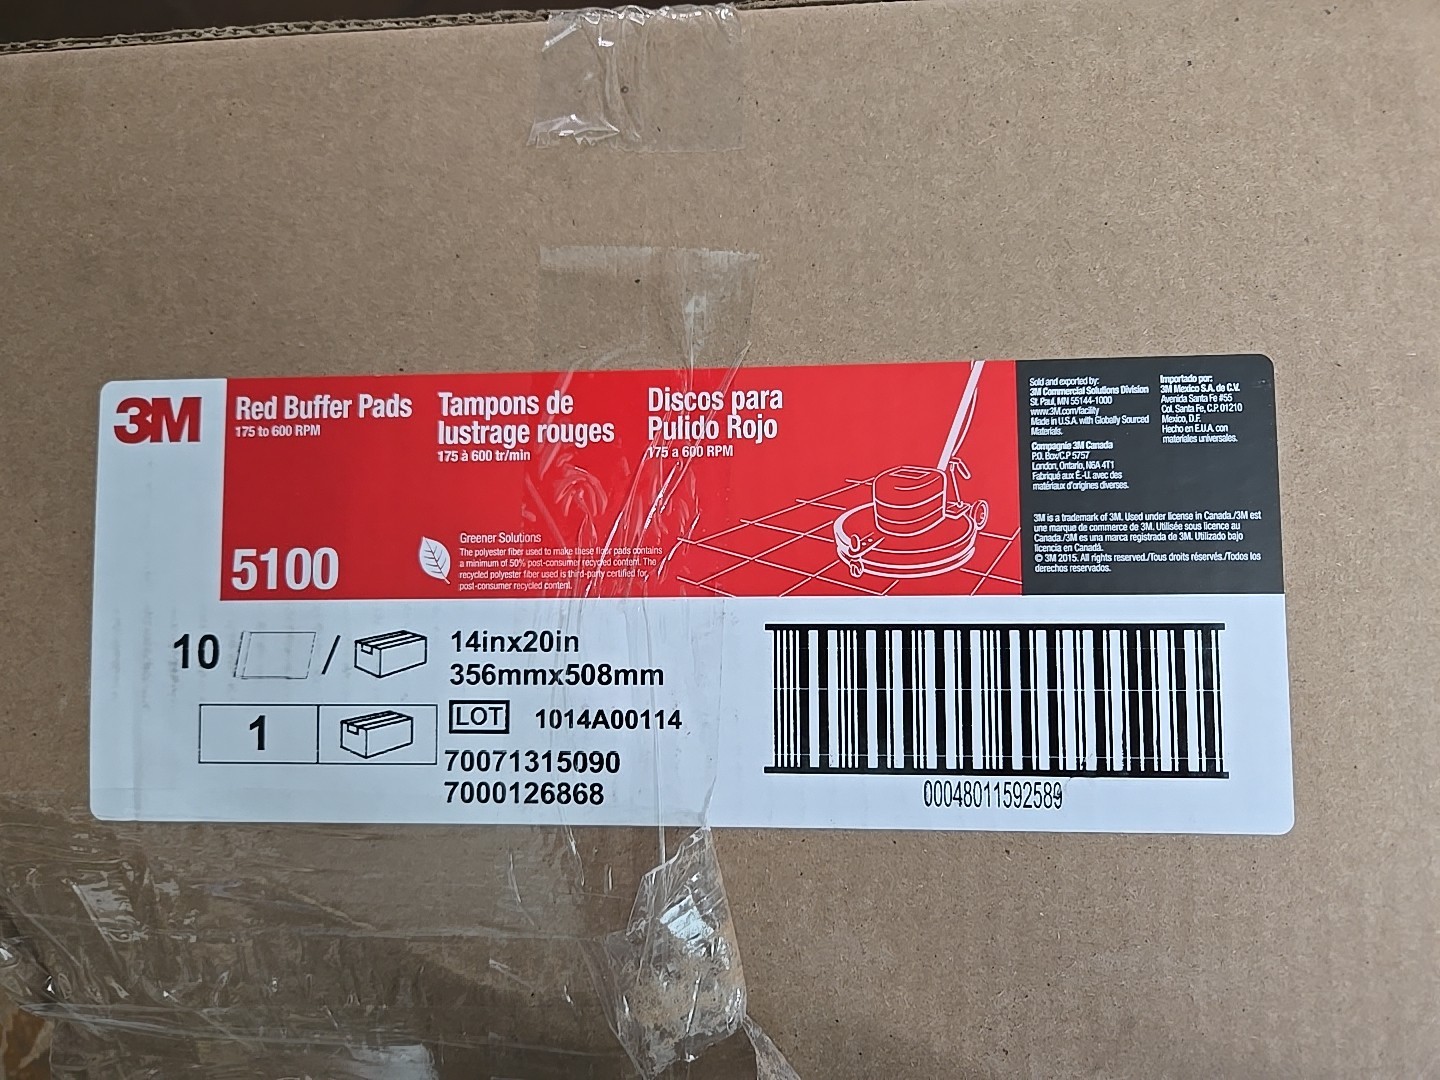 3M
Red Buffer Pads
175 to 600 RPM
Tampons de
lustrage rouges
175 à 600 tr/min
Discos para
Pulido Rojo
175 a 600 RPM
5100
Greener Solutions
The polyester fiber used to make these floor pads contains
a minimum of 50% post-consumer recycled content. The
recycled polyester fiber used is third-party certified for
post-consumer recycled content.
Sold and exported by:
3M Commercial Solutions Division
St. Paul, MN 55144-1000
www.3M.com/facility
Made in U.S.A. with Globally Sourced
Materials.
Compagnie 3M Canada
P.O. Box/C.P 5757
London, Ontario, N6A 4T1
Fabriqué aux É.-U. avec des
matériaux d'origines diverses.
Importado por:
3M Mexico S.A. de C.V.
Avenida Santa Fe #55
Col. Santa Fe, C.P. 01210
Mexico, D.F.
Hecho en E.U.A. con
materiales universales.
3M is a trademark of 3M. Used under license in Canada./3M est
une marque de commerce de 3M. Utilisée sous licence au
Canada./3M es una marca registrada de 3M. Utilizado bajo
licencia en Canadá.
© 3M 2015. All rights reserved./Tous droits réservés./Todos los
derechos reservados.
10 /
14inx20in
356mmx508mm
1
LOT 1014A00114
70071315090
7000126868
00048011592589